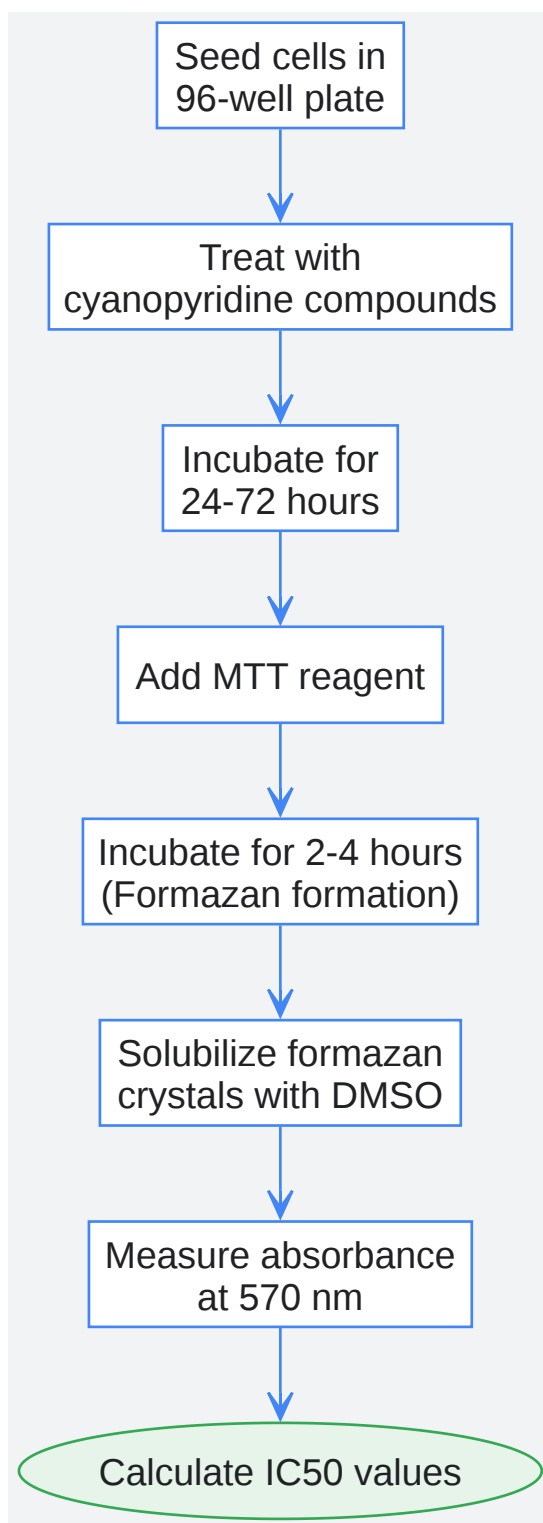 Seed cells in
96-well plate
Treat with
cyanopyridine compounds
Incubate for
24-72 hours
Add MTT reagent
Incubate for 2-4 hours
(Formazan formation)
Solubilize formazan
crystals with DMSO
Measure absorbance
at 570 nm
Calculate IC50 values